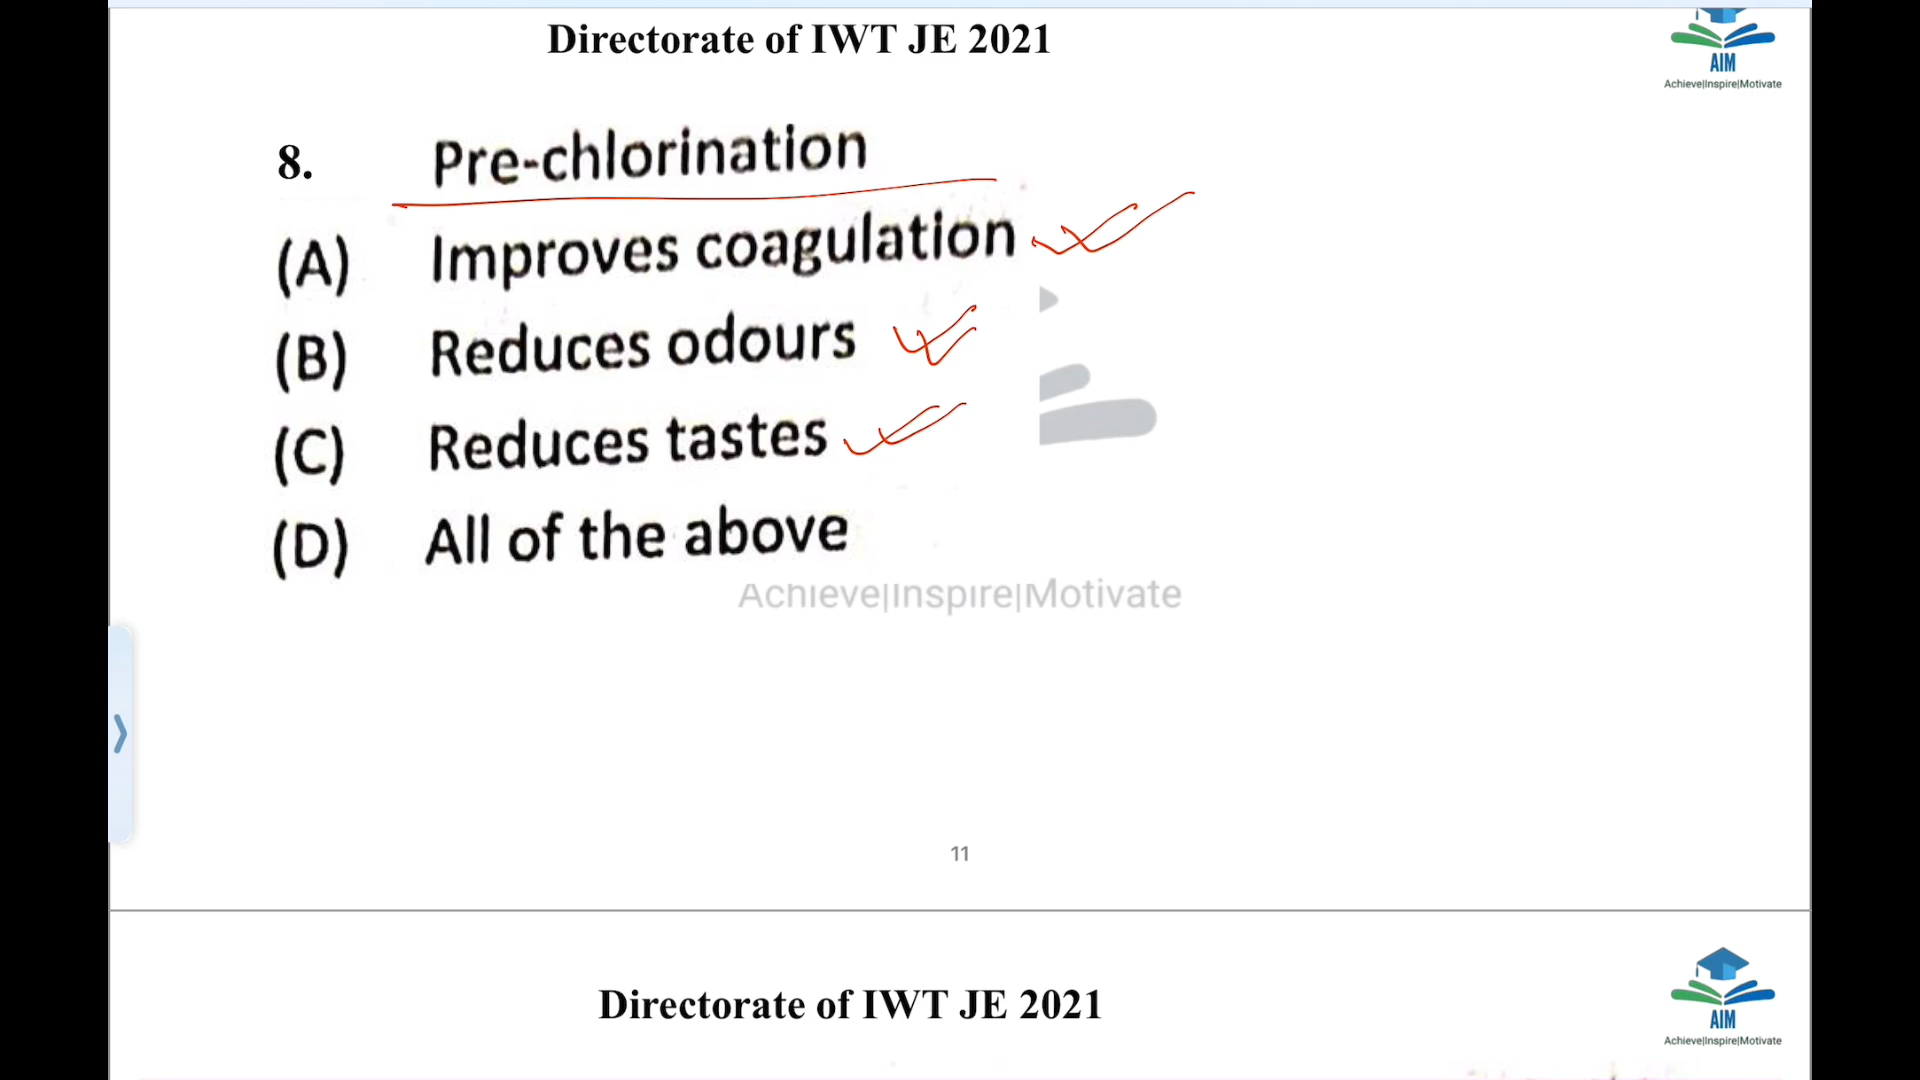 Directorate of IWT JE 2021
AIM
Achieve|Inspire|Motivate
8. Pre-chlorination
(A) Improves coagulation
(B) Reduces odours
(C) Reduces tastes
(D) All of the above
Achieve|Inspire|Motivate
11
Directorate of IWT JE 2021
AIM
Achieve|Inspire|Motivate